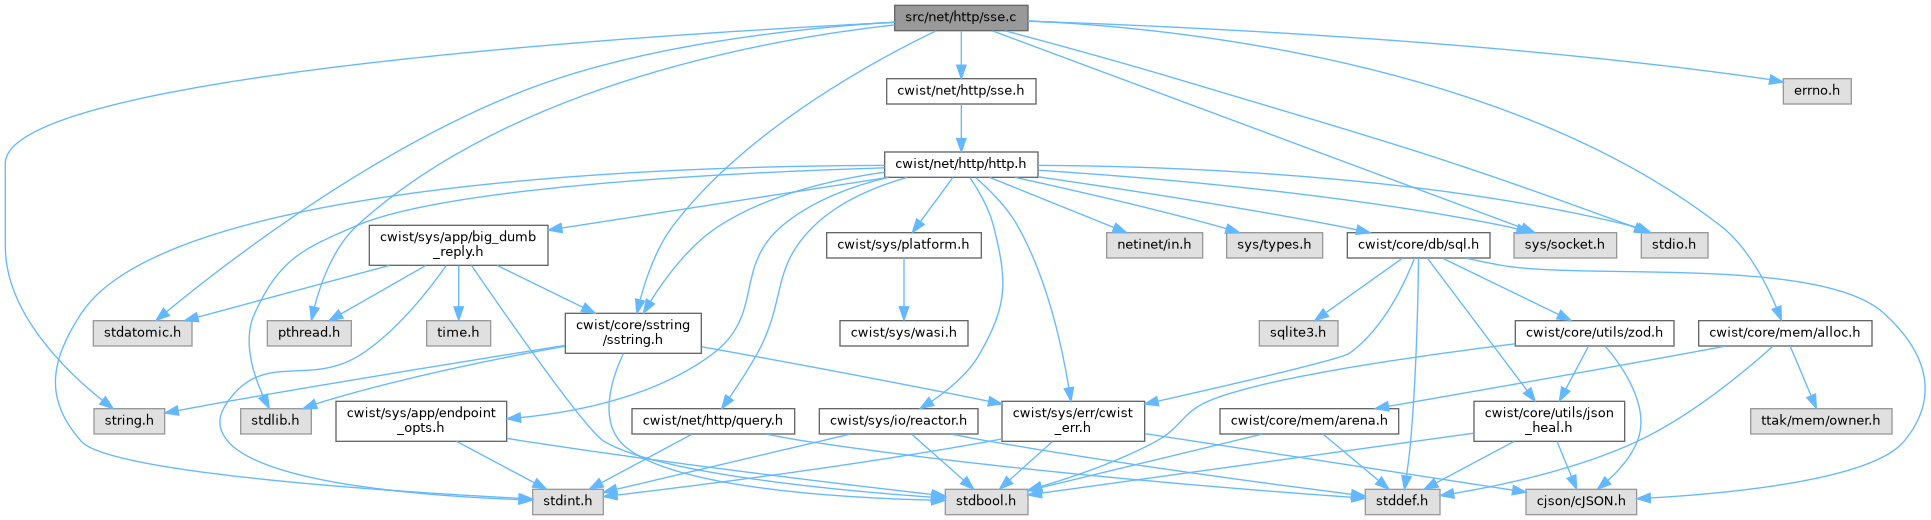 src/net/http/sse.c
cwist/net/http/sse.h
errno.h
cwist/net/http/http.h
cwist/sys/app/big_dumb
_reply.h
cwist/sys/platform.h
netinet/in.h
sys/types.h
cwist/core/db/sql.h
sys/socket.h
stdio.h
stdatomic.h
pthread.h
time.h
cwist/core/sstring
/sstring.h
cwist/sys/wasi.h
sqlite3.h
cwist/core/utils/zod.h
cwist/core/mem/alloc.h
string.h
stdlib.h
cwist/sys/app/endpoint
_opts.h
cwist/net/http/query.h
cwist/sys/io/reactor.h
cwist/sys/err/cwist
_err.h
cwist/core/mem/arena.h
cwist/core/utils/json
_heal.h
ttak/mem/owner.h
stdint.h
stdbool.h
stddef.h
cjson/cJSON.h